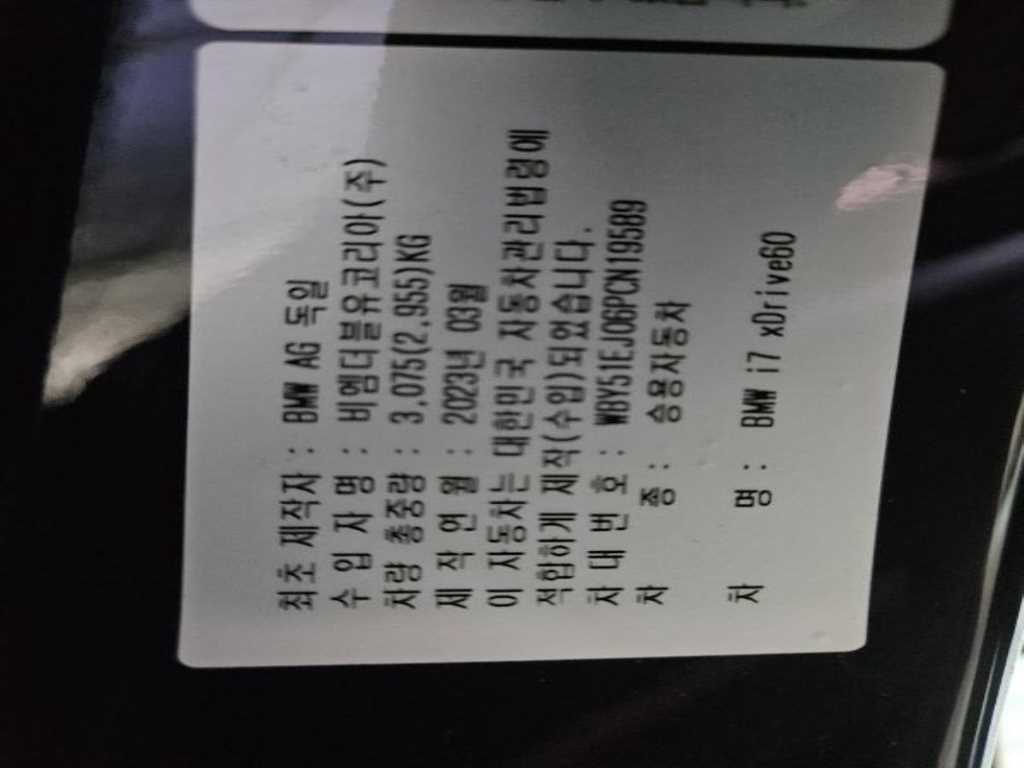 최초 제작자 : BMW AG 독일
수 입 자 명 : 비엠더블유코리아(주)
차량 총중량 : 3,075(2,955)KG
제 작 연 월 : 2023년 03월
이 자동차는 대한민국 자동차관리법령에
적합하게 제작(수입)되었습니다.
차 대 번 호 : WBY51EJ06PCN19589
차 종 : 승용자동차
차 명 : BMW i7 xDrive60